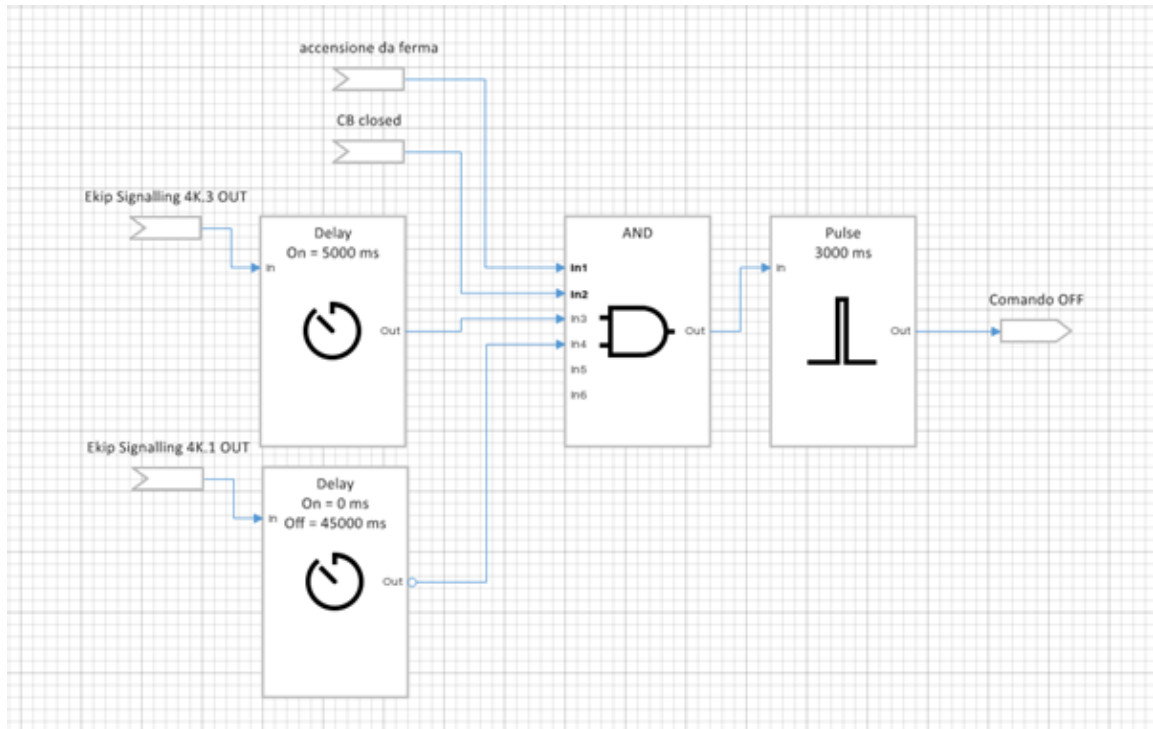 accensione da ferma
CB closed
Ekip Signalling 4K.3 OUT
Delay
On = 5000 ms
In
Out
AND
In1
In2
In3
In4
In5
In6
Out
Pulse
3000 ms
In
Out
Comando OFF
Ekip Signalling 4K.1 OUT
Delay
On = 0 ms
In
Off = 45000 ms
Out